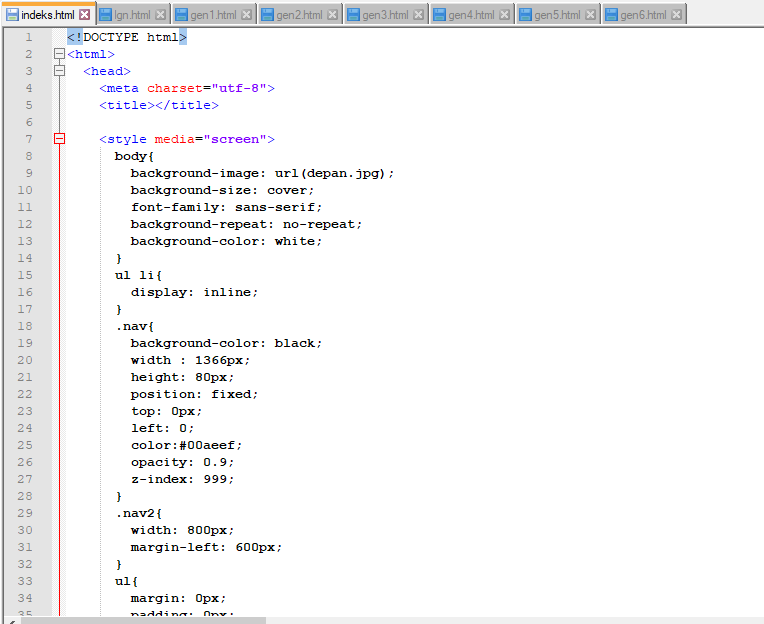 indeks.html lgn.html gen1.html gen2.html gen3.html gen4.html gen5.html gen6.html
1 <!DOCTYPE html>
2 <html>
3 <head>
4 <meta charset="utf-8">
5 <title></title>
6
7 <style media="screen">
8 body{
9 background-image: url(depan.jpg);
10 background-size: cover;
11 font-family: sans-serif;
12 background-repeat: no-repeat;
13 background-color: white;
14 }
15 ul li{
16 display: inline;
17 }
18 .nav{
19 background-color: black;
20 width : 1366px;
21 height: 80px;
22 position: fixed;
23 top: 0px;
24 left: 0;
25 color:#00aeef;
26 opacity: 0.9;
27 z-index: 999;
28 }
29 .nav2{
30 width: 800px;
31 margin-left: 600px;
32 }
33 ul{
34 margin: 0px;
35 padding: 0px;